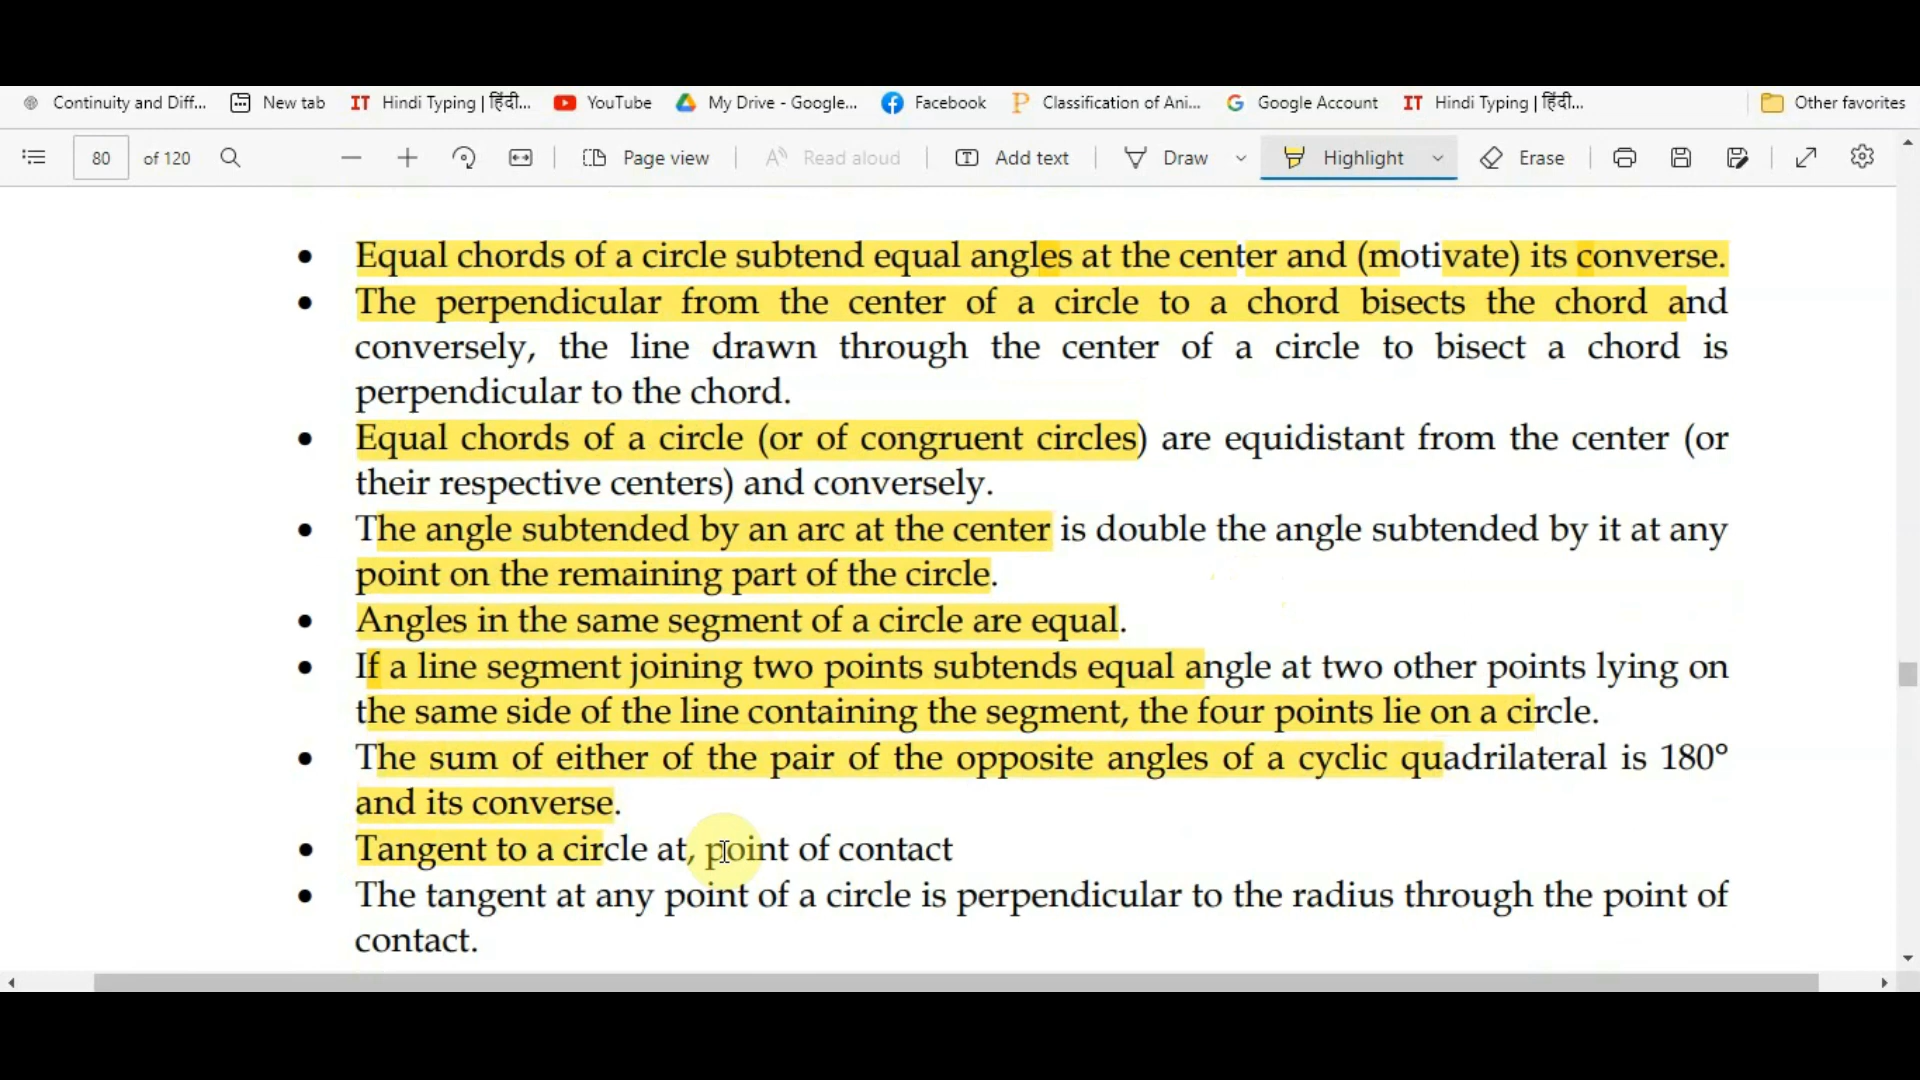 Continuity and Diff... New tab IT Hindi Typing | हिंदी... YouTube My Drive - Google... Facebook Classification of Ani... Google Account IT Hindi Typing | हिंदी... Other favorites
80 of 120 Page view Read aloud Add text Draw Highlight Erase
• Equal chords of a circle subtend equal angles at the center and (motivate) its converse.
• The perpendicular from the center of a circle to a chord bisects the chord and
conversely, the line drawn through the center of a circle to bisect a chord is
perpendicular to the chord.
• Equal chords of a circle (or of congruent circles) are equidistant from the center (or
their respective centers) and conversely.
• The angle subtended by an arc at the center is double the angle subtended by it at any
point on the remaining part of the circle.
• Angles in the same segment of a circle are equal.
• If a line segment joining two points subtends equal angle at two other points lying on
the same side of the line containing the segment, the four points lie on a circle.
• The sum of either of the pair of the opposite angles of a cyclic quadrilateral is 180°
and its converse.
• Tangent to a circle at, point of contact
• The tangent at any point of a circle is perpendicular to the radius through the point of
contact.